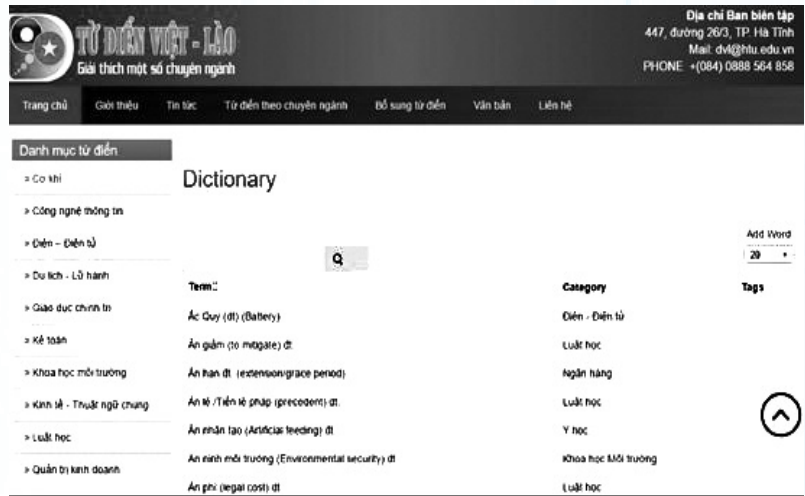 TỪ ĐIỂN VIỆT - LÀO
Giải thích một số chuyên ngành
Địa chỉ Ban biên tập
447, đường 26/3, TP. Hà Tĩnh
Mail: dvl@htu.edu.vn
PHONE +(084) 0888 564 858
Trang chủ Giới thiệu Tin tức Từ điển theo chuyên ngành Bổ sung từ điển Văn bản Liên hệ
Danh mục từ điển
» Cơ khí
» Công nghệ thông tin
» Điện – Điện tử
» Du lịch - Lữ hành
» Giáo dục chính trị
» Kế toán
» Khoa học môi trường
» Kinh tế - Thuật ngữ chung
» Luật học
» Quản trị kinh doanh
Dictionary
Add Word
20
Term Category Tags
Ắc Quy (dt) (Battery) Điện - Điện tử
Ân giảm (to mitigate) đt Luật học
Ân hạn đt (extension/grace period) Ngân hàng
Án lệ /Tiền lệ pháp (precedent) dt. Luật học
Ăn nhân tạo (Artificias feeding) đt Y học
An ninh môi trường (Environmental security) dt Khoa học Môi trường
Án phí (legal cost) dt Luật học